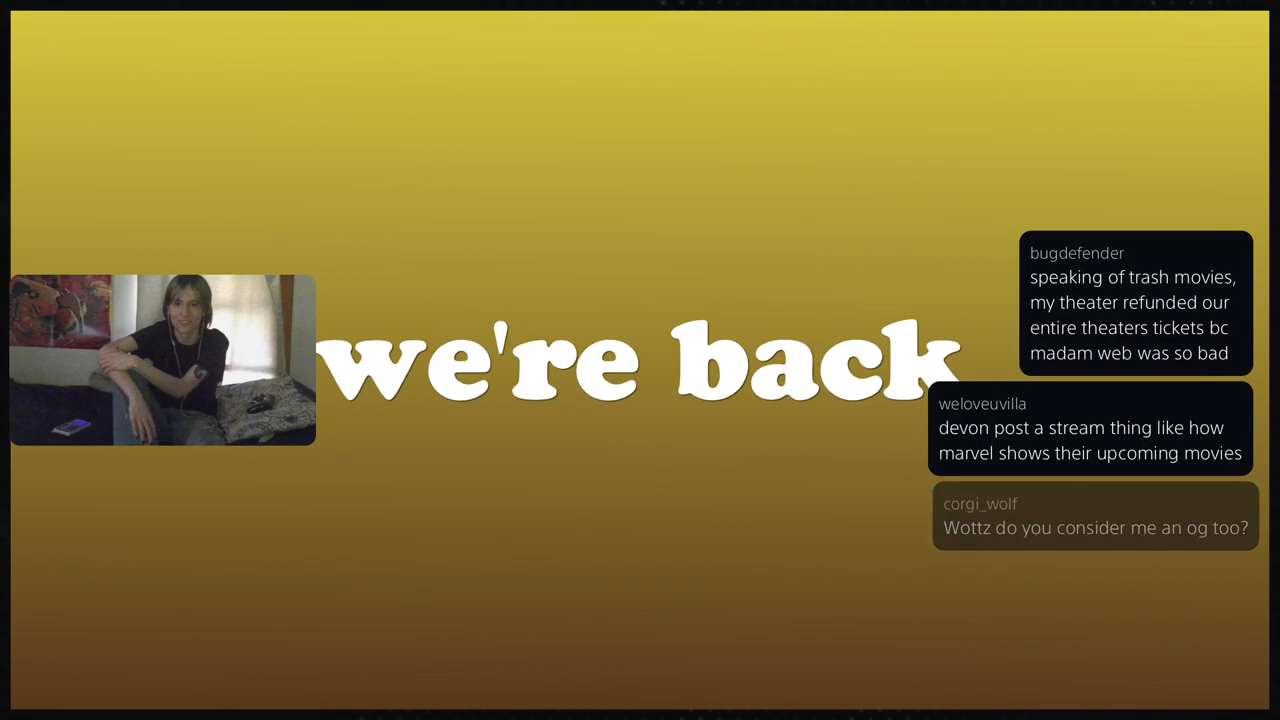 we're back
bugdefender
speaking of trash movies,
my theater refunded our
entire theaters tickets bc
madam web was so bad
weloveuvilla
devon post a stream thing like how
marvel shows their upcoming movies
corgi_wolf
Wottz do you consider me an og too?